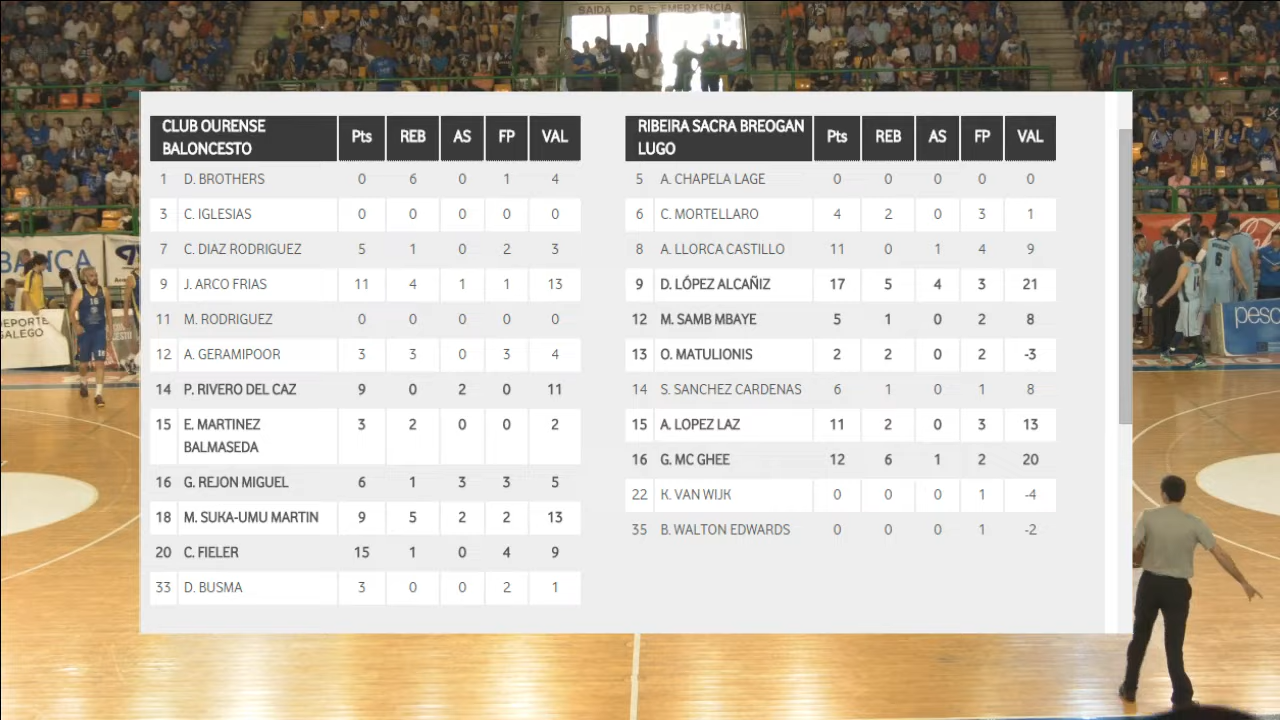 SAIDA DE EMERXENCIA
CLUB OURENSE
BALONCESTO
Pts REB AS FP VAL
1 D. BROTHERS 0 6 0 1 4
3 C. IGLESIAS 0 0 0 0 0
7 C. DIAZ RODRIGUEZ 5 1 0 2 3
9 J. ARCO FRIAS 11 4 1 1 13
11 M. RODRIGUEZ 0 0 0 0 0
12 A. GERAMIPOOR 3 3 0 3 4
14 P. RIVERO DEL CAZ 9 0 2 0 11
15 E. MARTINEZ 3 2 0 0 2
BALMASEDA
16 G. REJON MIGUEL 6 1 3 3 5
18 M. SUKA-UMU MARTIN 9 5 2 2 13
20 C. FIELER 15 1 0 4 9
33 D. BUSMA 3 0 0 2 1
RIBEIRA SACRA BREOGAN
LUGO
Pts REB AS FP VAL
5 A. CHAPELA LAGE 0 0 0 0 0
6 C. MORTELLARO 4 2 0 3 1
8 A. LLORCA CASTILLO 11 0 1 4 9
9 D. LÓPEZ ALCAÑIZ 17 5 4 3 21
12 M. SAMB MBAYE 5 1 0 2 8
13 O. MATULIONIS 2 2 0 2 -3
14 S. SANCHEZ CARDENAS 6 1 0 1 8
15 A. LOPEZ LAZ 11 2 0 3 13
16 G. MC GHEE 12 6 1 2 20
22 K. VAN WIJK 0 0 0 1 -4
35 B. WALTON EDWARDS 0 0 0 1 -2
BANCA
DEPORTE
GALEGO
18
6
14
pesc